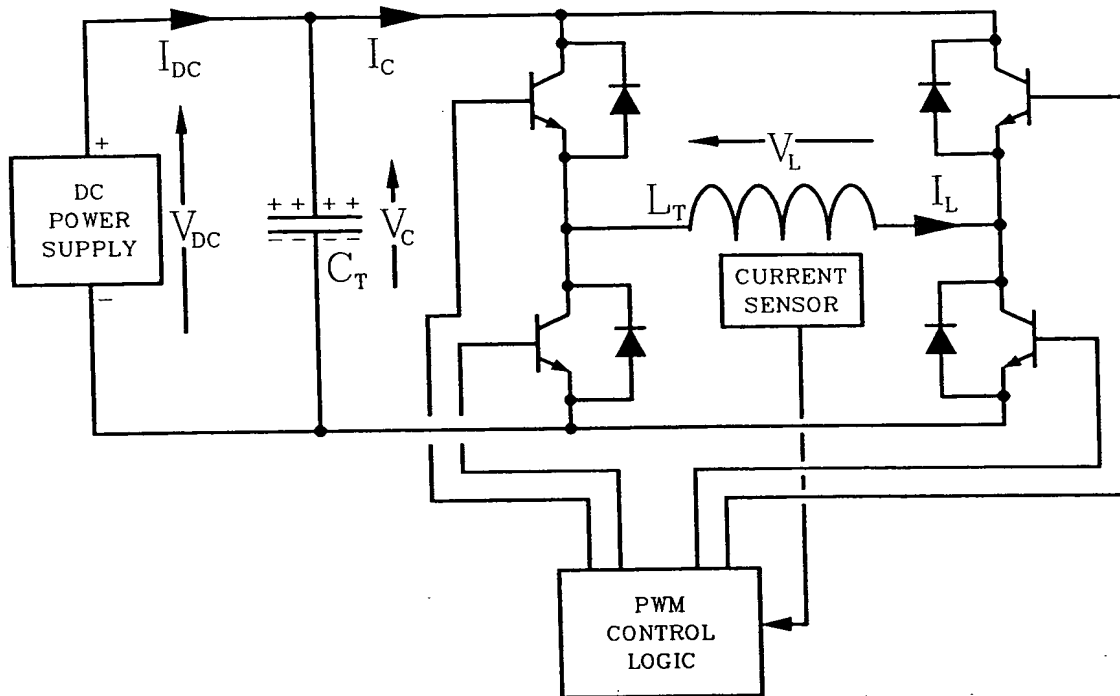 I_DC
I_C
+
DC
POWER
SUPPLY
−
V_DC
+ + + +
− − − −
C_T
V_C
V_L
L_T
I_L
CURRENT
SENSOR
PWM
CONTROL
LOGIC